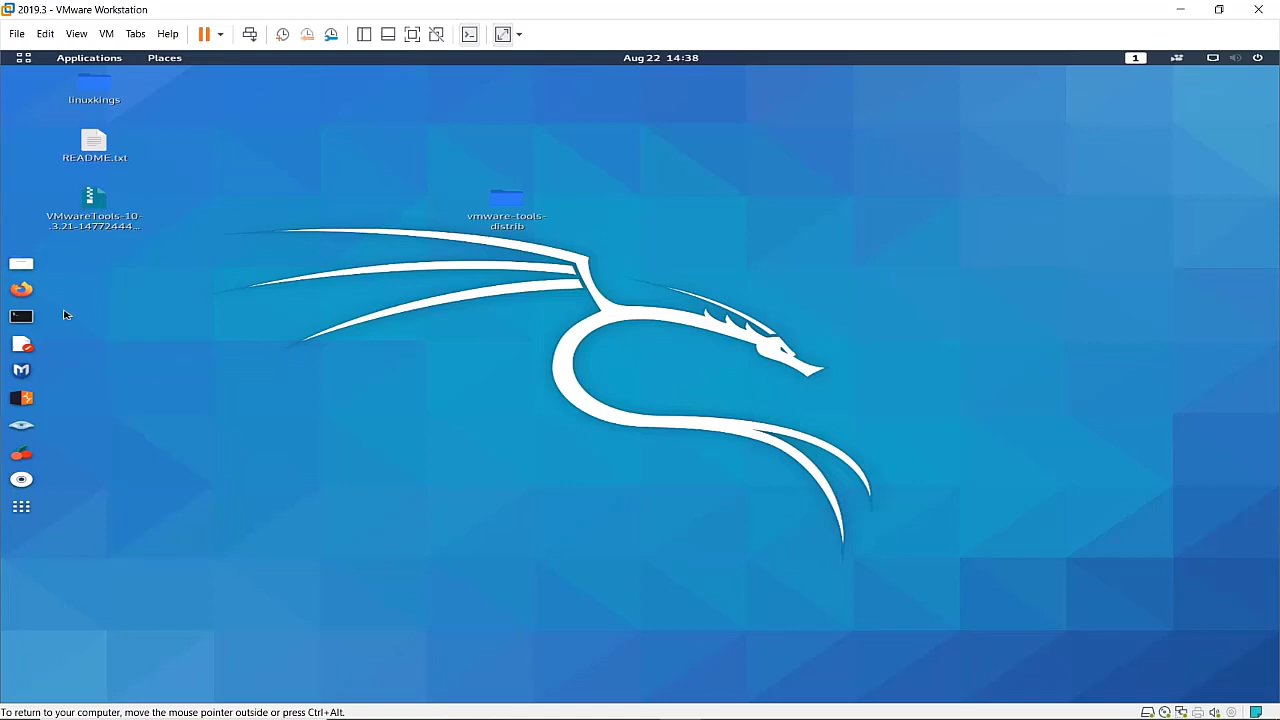 2019.3 - VMware Workstation
File Edit View VM Tabs Help
Applications Places Aug 22 14:38 1
linuxkings
README.txt
VMwareTools-10-
.3.21-14772444...
vmware-tools-
distrib
To return to your computer, move the mouse pointer outside or press Ctrl+Alt.